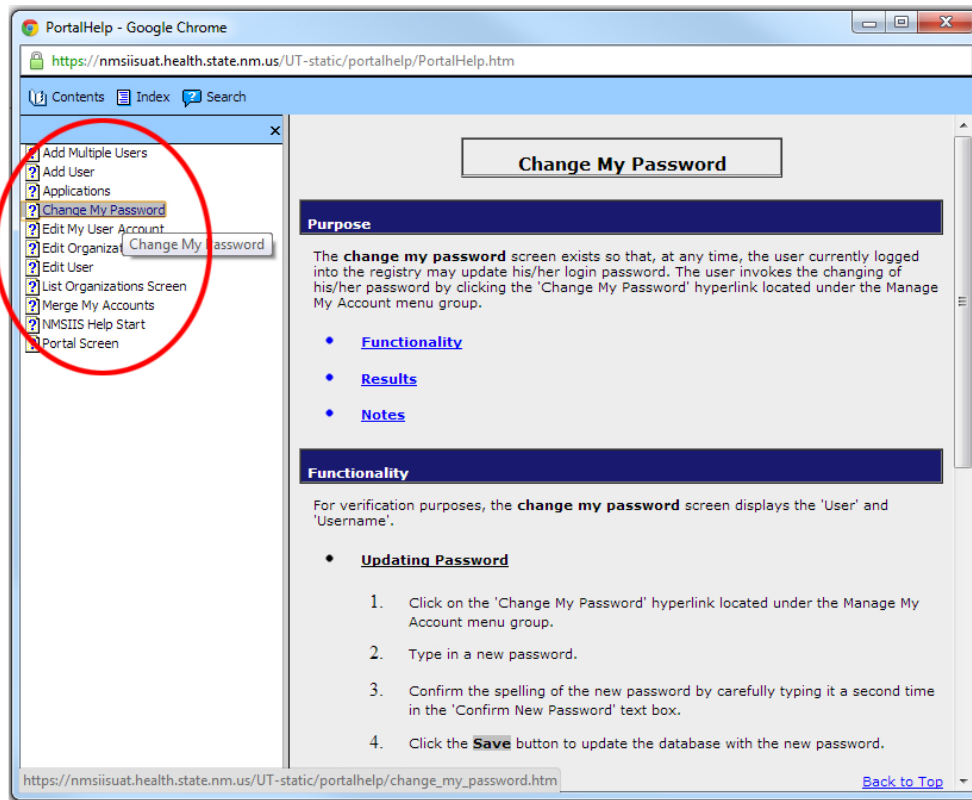 PortalHelp - Google Chrome
https://nmsiisuat.health.state.nm.us/UT-static/portalhelp/PortalHelp.htm
Contents Index Search
Add Multiple Users
Add User
Applications
Change My Password
Edit My User Account
Edit Organizat
Change My Password
Edit User
List Organizations Screen
Merge My Accounts
NMSIIS Help Start
Portal Screen
Change My Password
Purpose
The change my password screen exists so that, at any time, the user currently logged
into the registry may update his/her login password. The user invokes the changing of
his/her password by clicking the 'Change My Password' hyperlink located under the Manage
My Account menu group.
• Functionality
• Results
• Notes
Functionality
For verification purposes, the change my password screen displays the 'User' and
'Username'.
• Updating Password
1. Click on the 'Change My Password' hyperlink located under the Manage My
Account menu group.
2. Type in a new password.
3. Confirm the spelling of the new password by carefully typing it a second time
in the 'Confirm New Password' text box.
4. Click the Save button to update the database with the new password.
https://nmsiisuat.health.state.nm.us/UT-static/portalhelp/change_my_password.htm
Back to Top